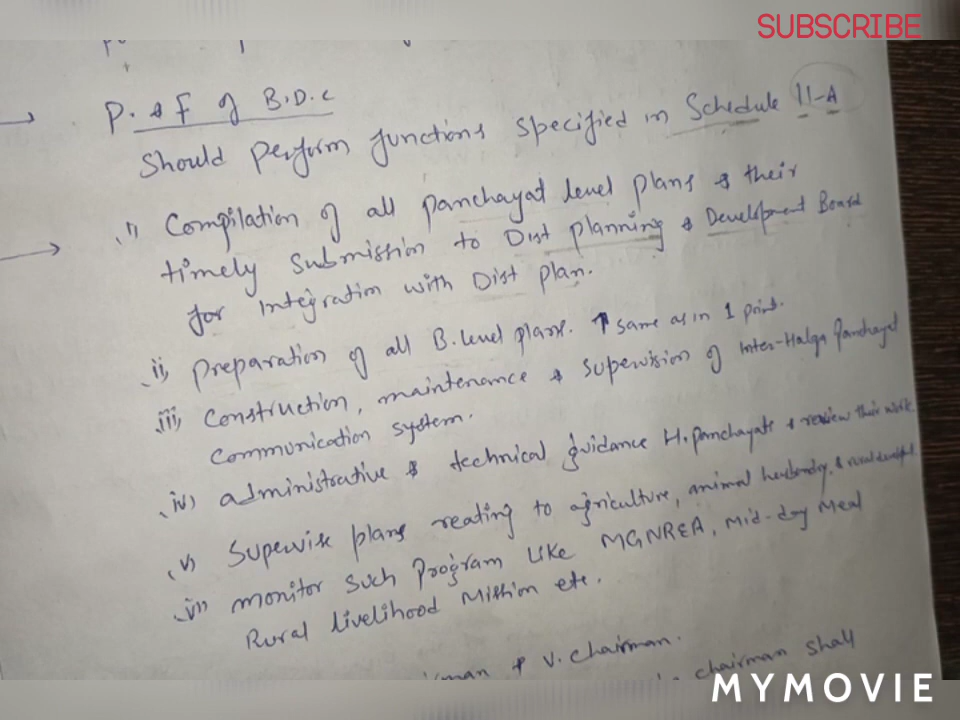 SUBSCRIBE
P. & F of B.D.C
Should perform functions specified in Schedule II-A
i) Compilation of all panchayat level plans & their
timely submission to Dist planning & Development Board
for Integration with Dist plan.
ii) Preparation of all B. level plans. ↑ same as in 1 point.
iii) Construction, maintenance & supervision of Inter-Halqa Panchayat
communication system.
iv) administrative & technical guidance H. panchayats & review their work
v) Supervise plans reating to agriculture, animal husbandry, & rural
vi) monitor such Program Like MGNREA, Mid-day Meal
Rural livelihood Mission etc.
& V. Chairman.
chairman shall
MYMOVIE